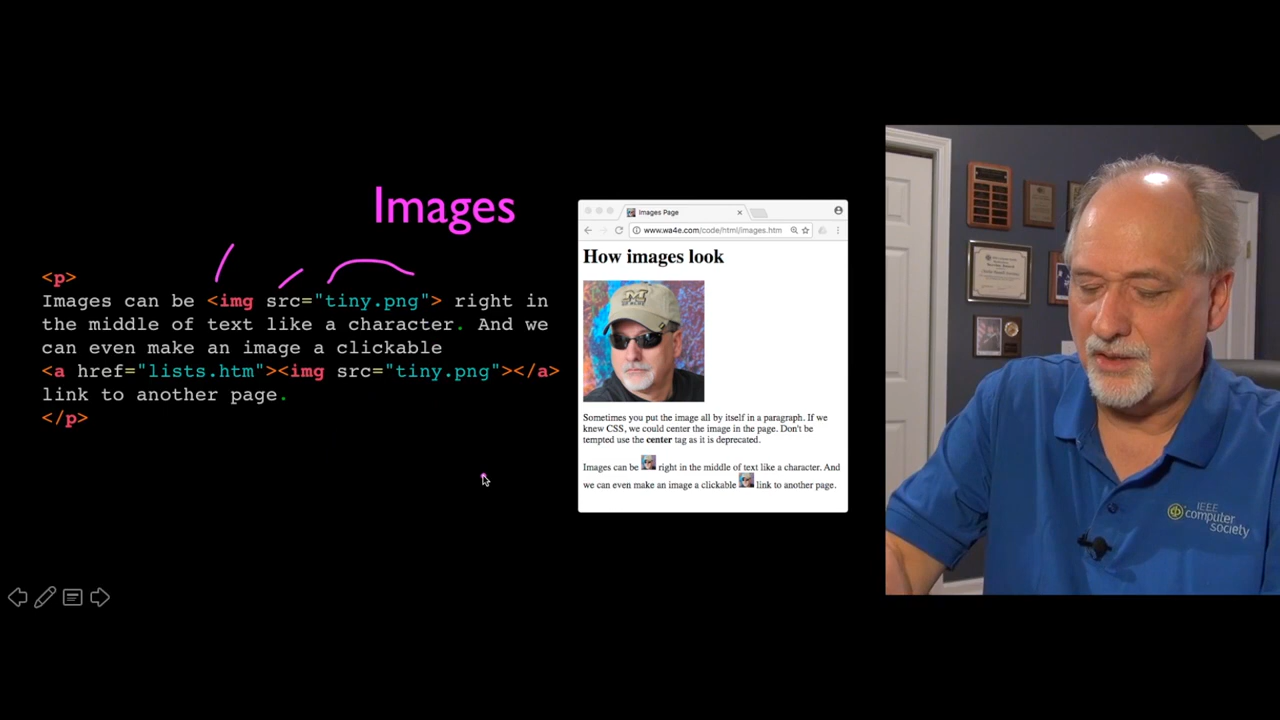 Images
<p>
Images can be <img src="tiny.png"> right in
the middle of text like a character. And we
can even make an image a clickable
<a href="lists.htm"><img src="tiny.png"></a>
link to another page.
</p>
Images Page
www.wa4e.com/code/html/images.htm
How images look
Sometimes you put the image all by itself in a paragraph. If we
knew CSS, we could center the image in the page. Don't be
tempted use the center tag as it is deprecated.
Images can be right in the middle of text like a character. And
we can even make an image a clickable link to another page.
IEEE
computer
society